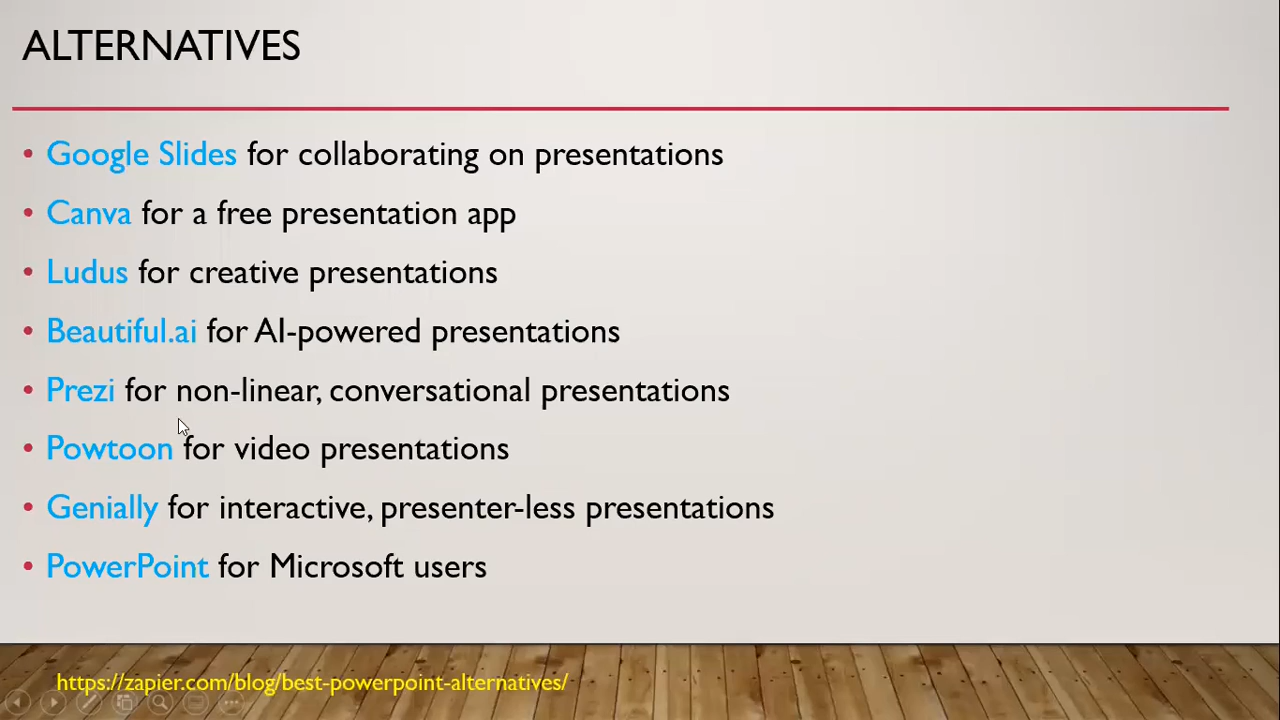 ALTERNATIVES
• Google Slides for collaborating on presentations
• Canva for a free presentation app
• Ludus for creative presentations
• Beautiful.ai for AI-powered presentations
• Prezi for non-linear, conversational presentations
• Powtoon for video presentations
• Genially for interactive, presenter-less presentations
• PowerPoint for Microsoft users
https://zapier.com/blog/best-powerpoint-alternatives/